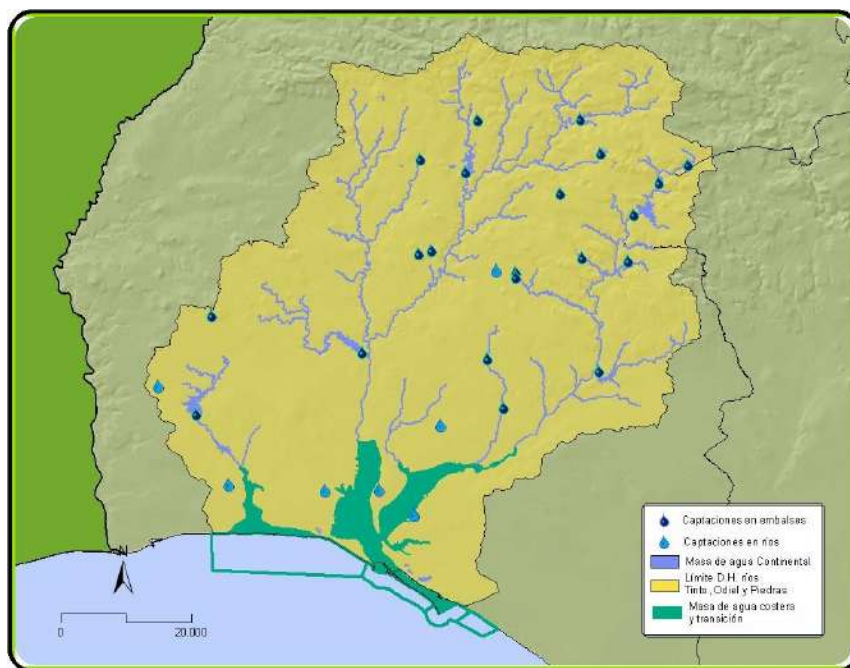 Captaciones en embalses
Captaciones en ríos
Masa de agua Continental
Límite D.H. ríos
Tinto, Odiel y Piedras
Masa de agua costera
y transición
N
0
20.000